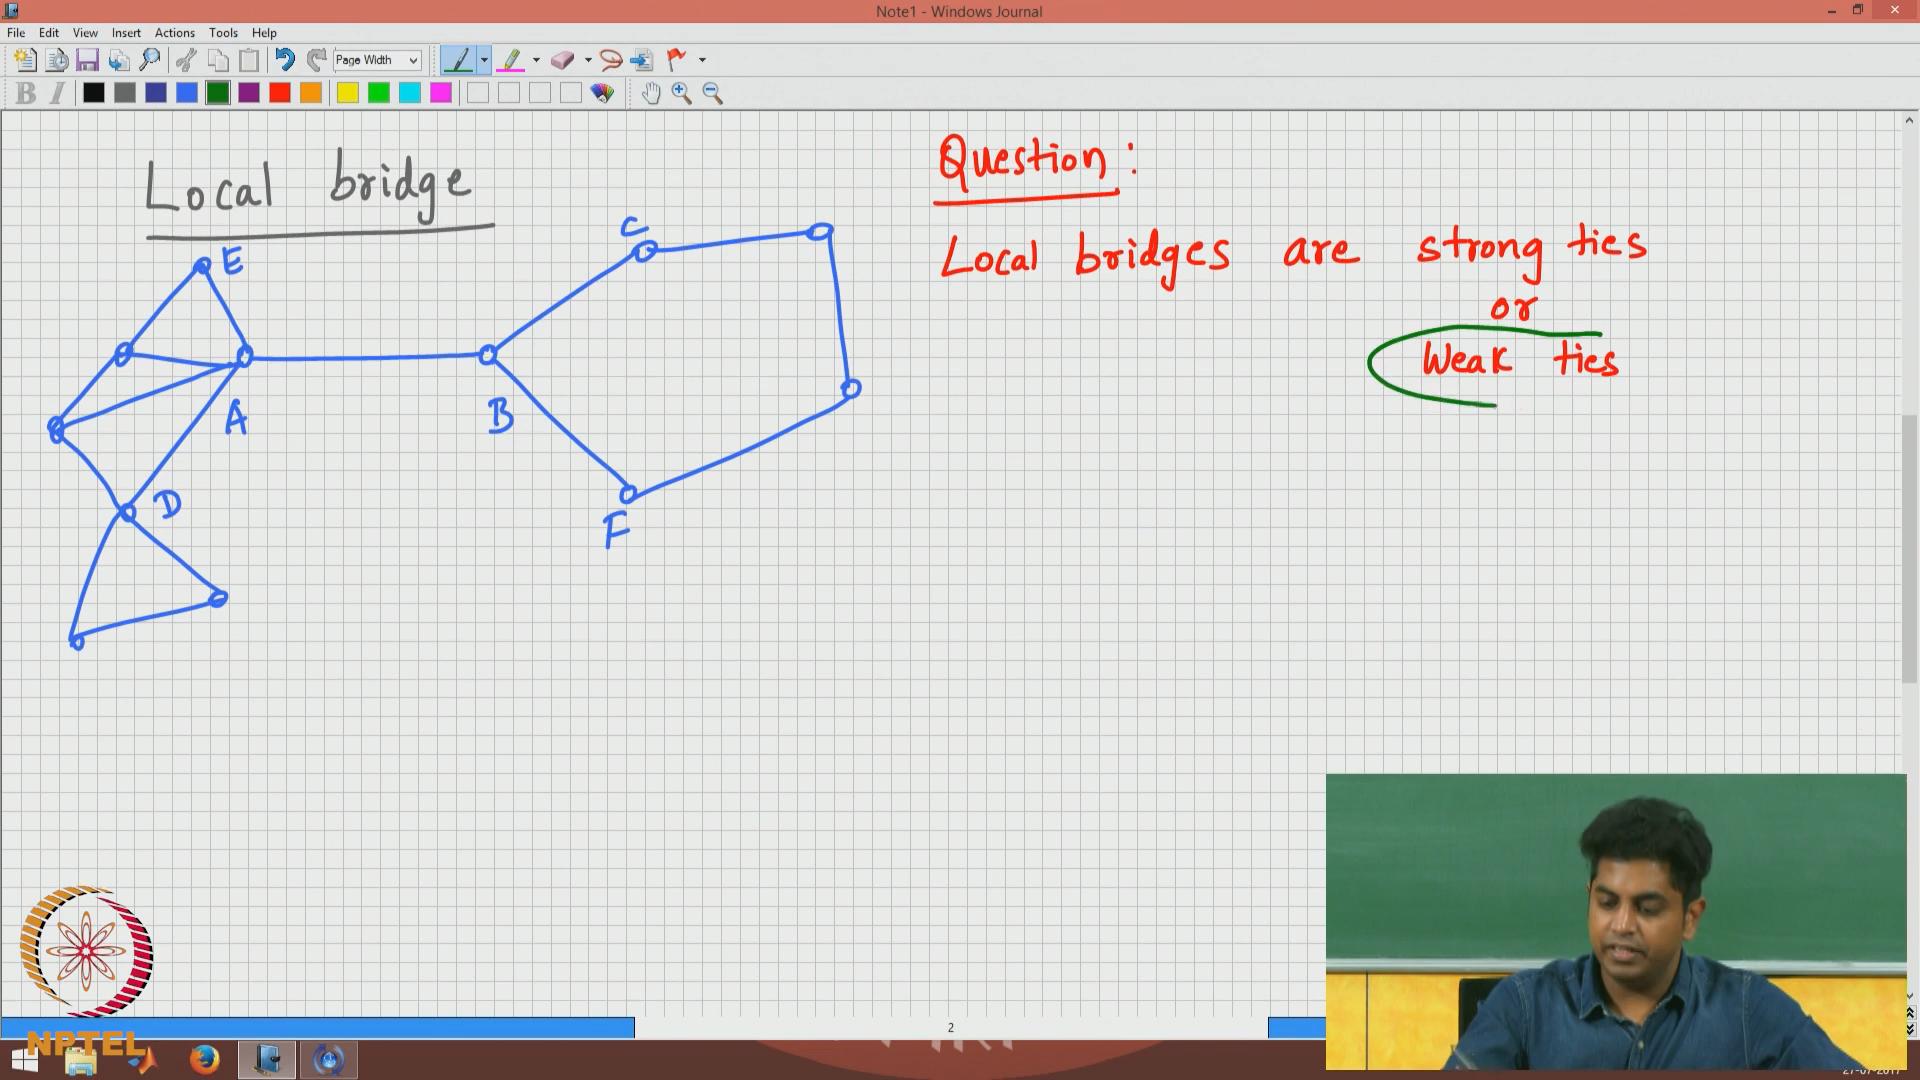 Note1 - Windows Journal
File Edit View Insert Actions Tools Help
Page Width
B I
Local bridge
E
A
B
C
D
F
Question :
Local bridges are strong ties
or
Weak ties
2
NPTEL